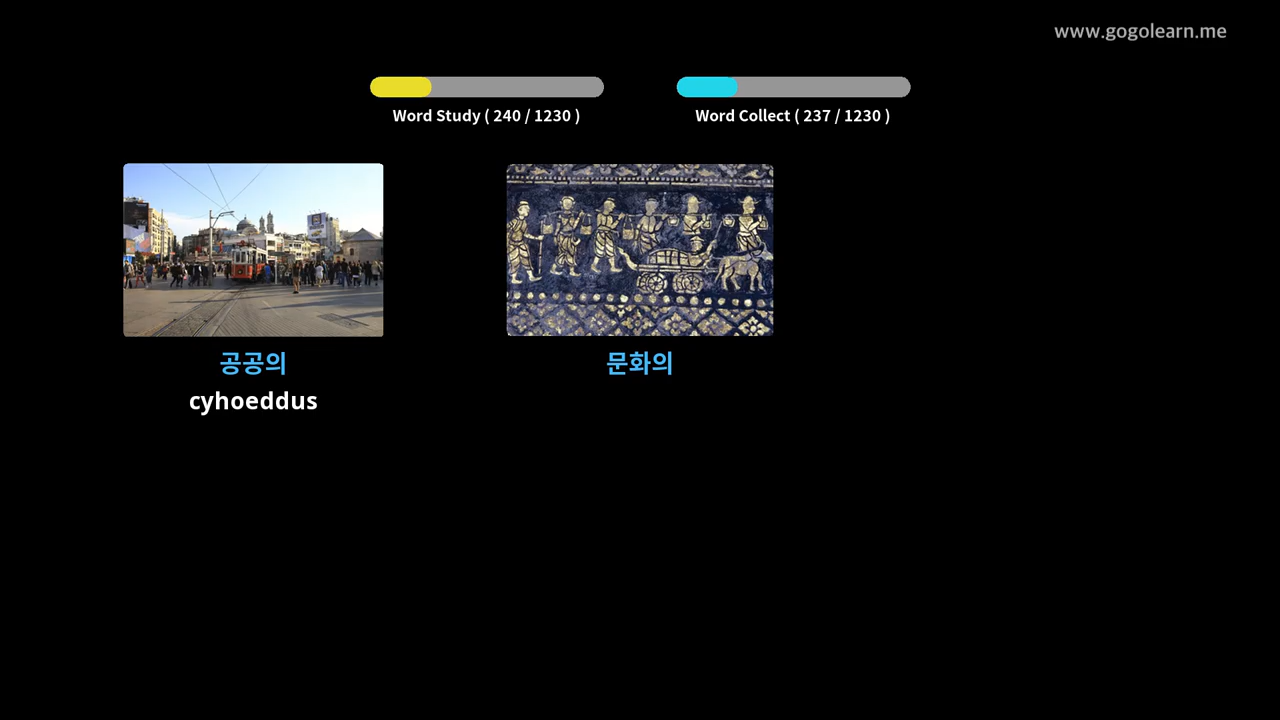 www.gogolearn.me
Word Study ( 240 / 1230 )
Word Collect ( 237 / 1230 )
공공의
문화의
cyhoeddus